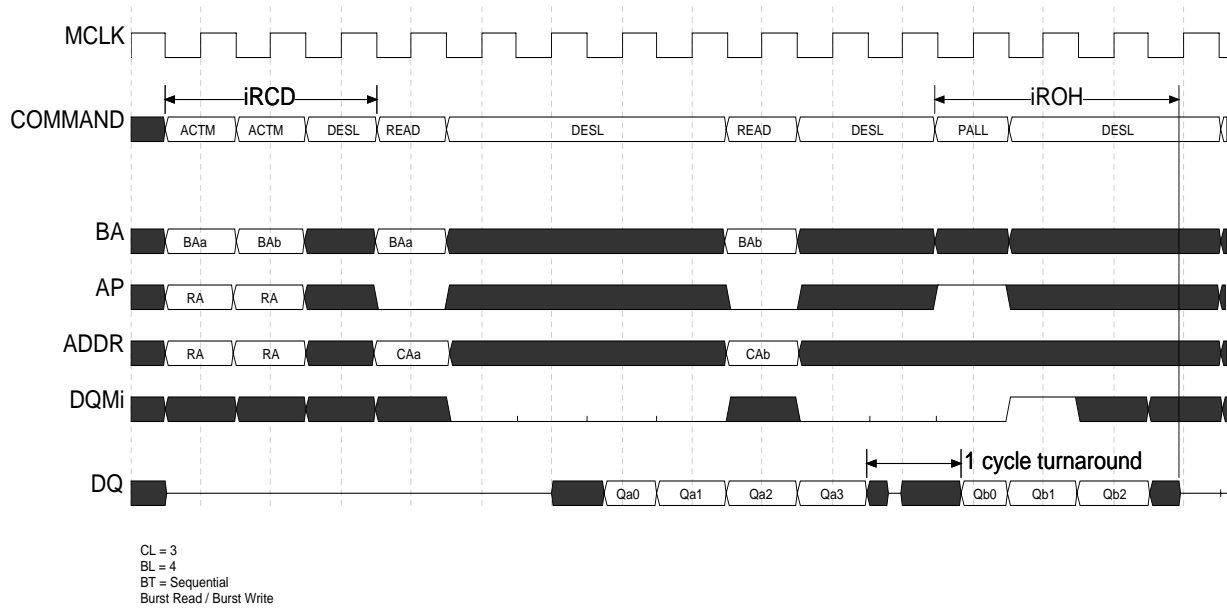 MCLK
iRCD iROH
COMMAND ACTM ACTM DESL READ DESL READ DESL PALL DESL
BA BAa BAb BAa BAb
AP RA RA
ADDR RA RA CAa CAb
DQMi
1 cycle turnaround
DQ Qa0 Qa1 Qa2 Qa3 Qb0 Qb1 Qb2
CL = 3
BL = 4
BT = Sequential
Burst Read / Burst Write